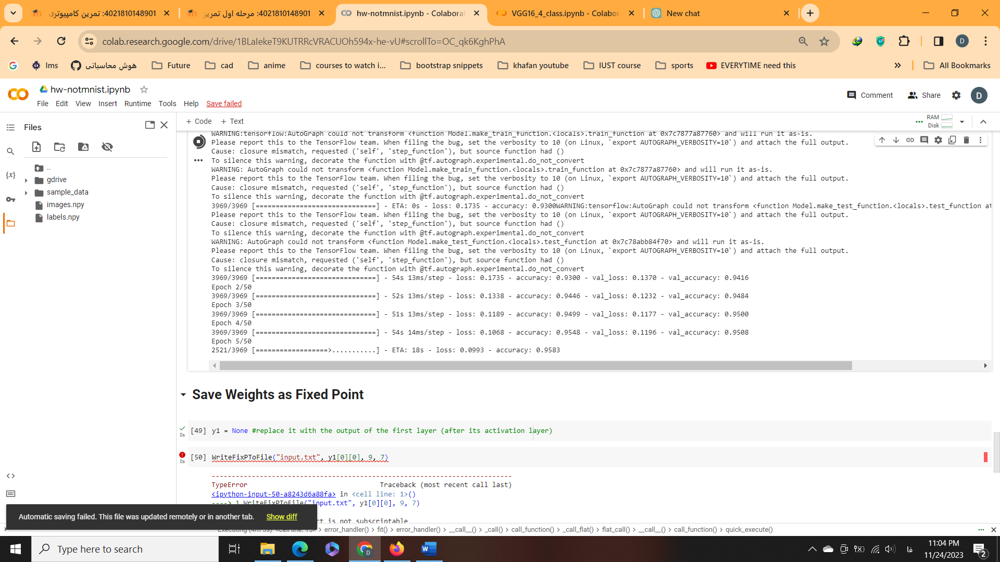 4021810148901: تمرین کامپیوتری
4021810148901: مرحله اول تمرین
hw-notmnist.ipynb - Colaborat
VGG16_4_class.ipynb - Colabor
New chat
colab.research.google.com/drive/1BLaIekeT9KUTRRcVRACUOh594x-he-vU#scrollTo=OC_qk6KghPhA
D
lms
هوش محاسباتی
Future
cad
anime
courses to watch i...
bootstrap snippets
khafan youtube
IUST course
sports
EVERYTIME need this
All Bookmarks
hw-notmnist.ipynb
File Edit View Insert Runtime Tools Help Save failed
Comment Share D
Files
+ Code + Text
RAM
Disk
..
gdrive
sample_data
images.npy
labels.npy
WARNING:tensorflow:AutoGraph could not transform <function Model.make_train_function.<locals>.train_function at 0x7c7877a87760> and will run it as-is.
Please report this to the TensorFlow team. When filing the bug, set the verbosity to 10 (on Linux, `export AUTOGRAPH_VERBOSITY=10`) and attach the full output.
Cause: closure mismatch, requested ('self', 'step_function'), but source function had ()
To silence this warning, decorate the function with @tf.autograph.experimental.do_not_convert
WARNING: AutoGraph could not transform <function Model.make_train_function.<locals>.train_function at 0x7c7877a87760> and will run it as-is.
Please report this to the TensorFlow team. When filing the bug, set the verbosity to 10 (on Linux, `export AUTOGRAPH_VERBOSITY=10`) and attach the full output.
Cause: closure mismatch, requested ('self', 'step_function'), but source function had ()
To silence this warning, decorate the function with @tf.autograph.experimental.do_not_convert
3969/3969 [==============================] - ETA: 0s - loss: 0.1735 - accuracy: 0.9300WARNING:tensorflow:AutoGraph could not transform <function Model.make_test_function.<locals>.test_function at
Please report this to the TensorFlow team. When filing the bug, set the verbosity to 10 (on Linux, `export AUTOGRAPH_VERBOSITY=10`) and attach the full output.
Cause: closure mismatch, requested ('self', 'step_function'), but source function had ()
To silence this warning, decorate the function with @tf.autograph.experimental.do_not_convert
WARNING: AutoGraph could not transform <function Model.make_test_function.<locals>.test_function at 0x7c78abb84f70> and will run it as-is.
Please report this to the TensorFlow team. When filing the bug, set the verbosity to 10 (on Linux, `export AUTOGRAPH_VERBOSITY=10`) and attach the full output.
Cause: closure mismatch, requested ('self', 'step_function'), but source function had ()
To silence this warning, decorate the function with @tf.autograph.experimental.do_not_convert
3969/3969 [==============================] - 54s 13ms/step - loss: 0.1735 - accuracy: 0.9300 - val_loss: 0.1370 - val_accuracy: 0.9416
Epoch 2/50
3969/3969 [==============================] - 52s 13ms/step - loss: 0.1338 - accuracy: 0.9446 - val_loss: 0.1232 - val_accuracy: 0.9484
Epoch 3/50
3969/3969 [==============================] - 51s 13ms/step - loss: 0.1189 - accuracy: 0.9499 - val_loss: 0.1177 - val_accuracy: 0.9500
Epoch 4/50
3969/3969 [==============================] - 54s 14ms/step - loss: 0.1068 - accuracy: 0.9548 - val_loss: 0.1196 - val_accuracy: 0.9508
Epoch 5/50
2521/3969 [==================>...........] - ETA: 18s - loss: 0.0993 - accuracy: 0.9583
Save Weights as Fixed Point
0s
[49] y1 = None #replace it with the output of the first layer (after its activation layer)
0s
[50] WriteFixPToFile("input.txt", y1[0][0], 9, 7)
---------------------------------------------------------------------------
TypeError Traceback (most recent call last)
<ipython-input-50-a8243d6a88fa> in <cell line: 1>()
----> 1 WriteFixPToFile("input.txt", y1[0][0], 9, 7)
ct is not subscriptable
Automatic saving failed. This file was updated remotely or in another tab. Show diff
error_handler() > fit() > error_handler() > __call__() > _call() > call_function() > _call_flat() > flat_call() > __call__() > call_function() > quick_execute()
Type here to search
فا
11:04 PM
11/24/2023
2